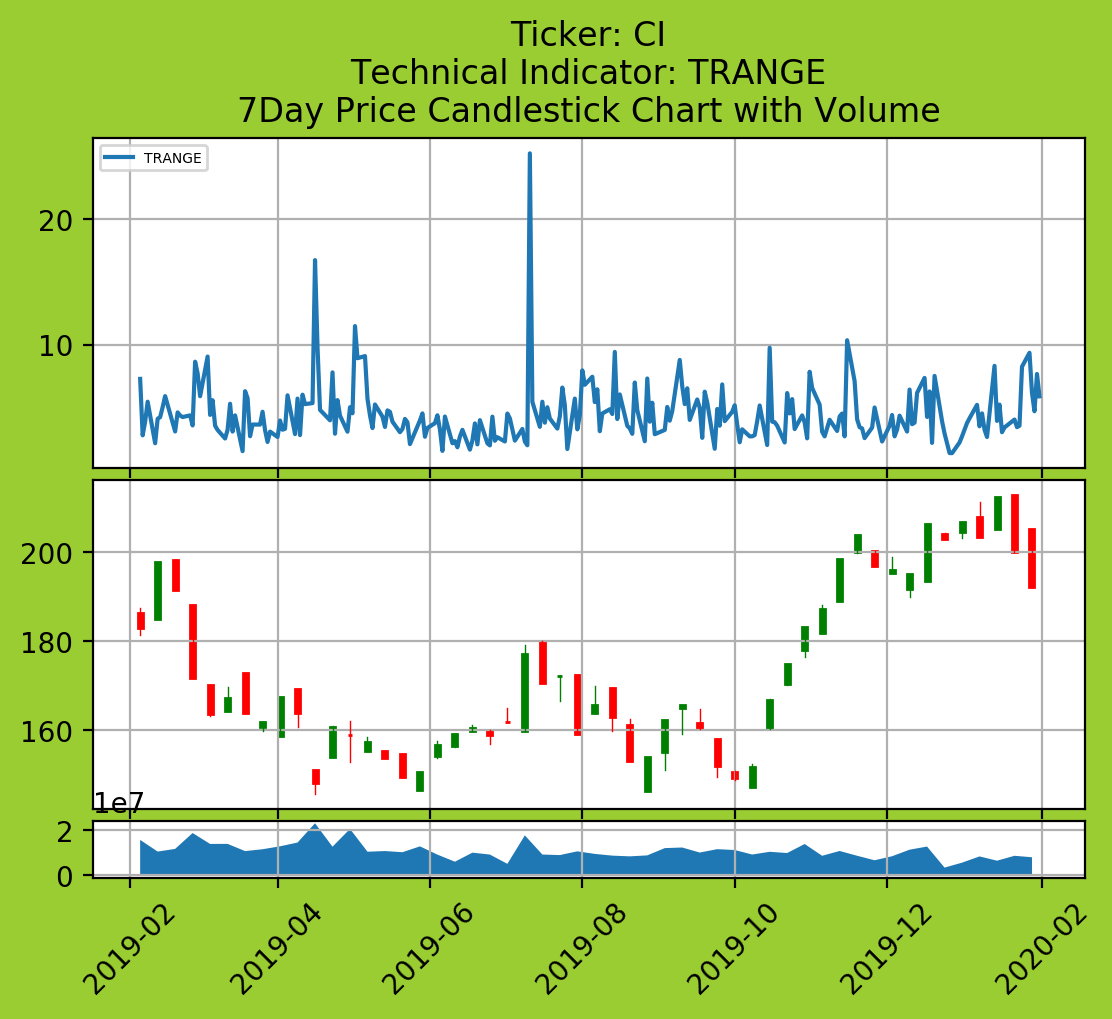 Ticker: CI
Technical Indicator: TRANGE
7Day Price Candlestick Chart with Volume
TRANGE
20
10
200
180
160
1e7
2
0
2019-02
2019-04
2019-06
2019-08
2019-10
2019-12
2020-02